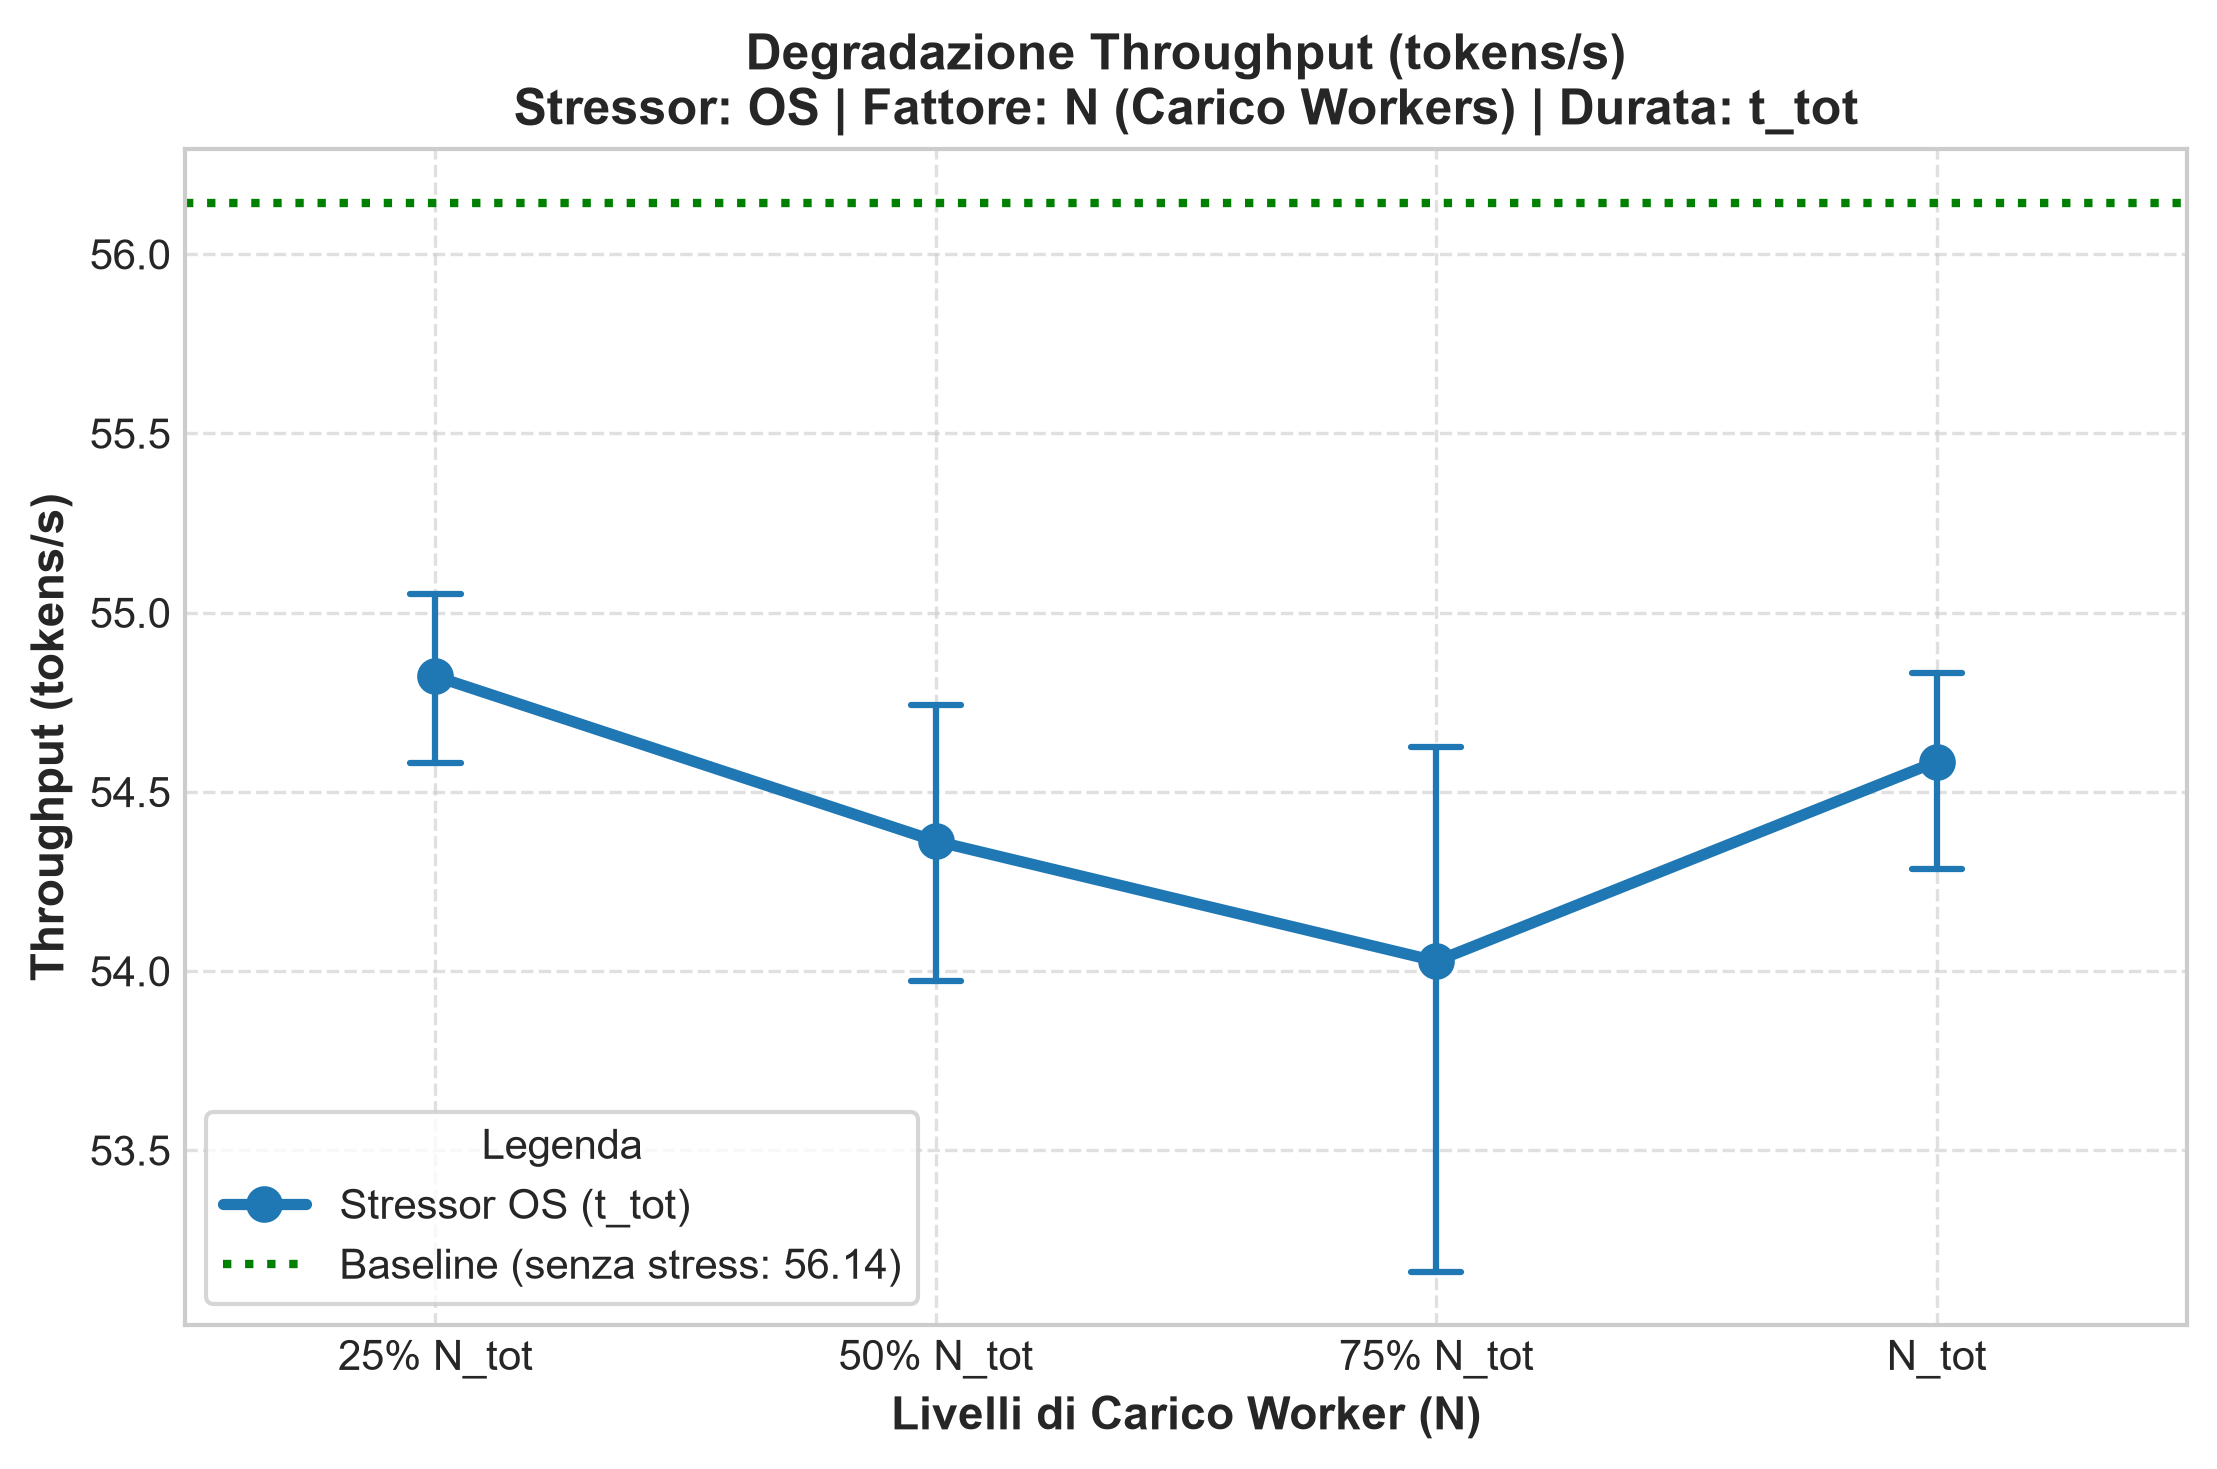 Degradazione Throughput (tokens/s)
Stressor: OS | Fattore: N (Carico Workers) | Durata: t_tot
Throughput (tokens/s)
56.0
55.5
55.0
54.5
54.0
53.5
Legenda
Stressor OS (t_tot)
Baseline (senza stress: 56.14)
25% N_tot
50% N_tot
75% N_tot
N_tot
Livelli di Carico Worker (N)